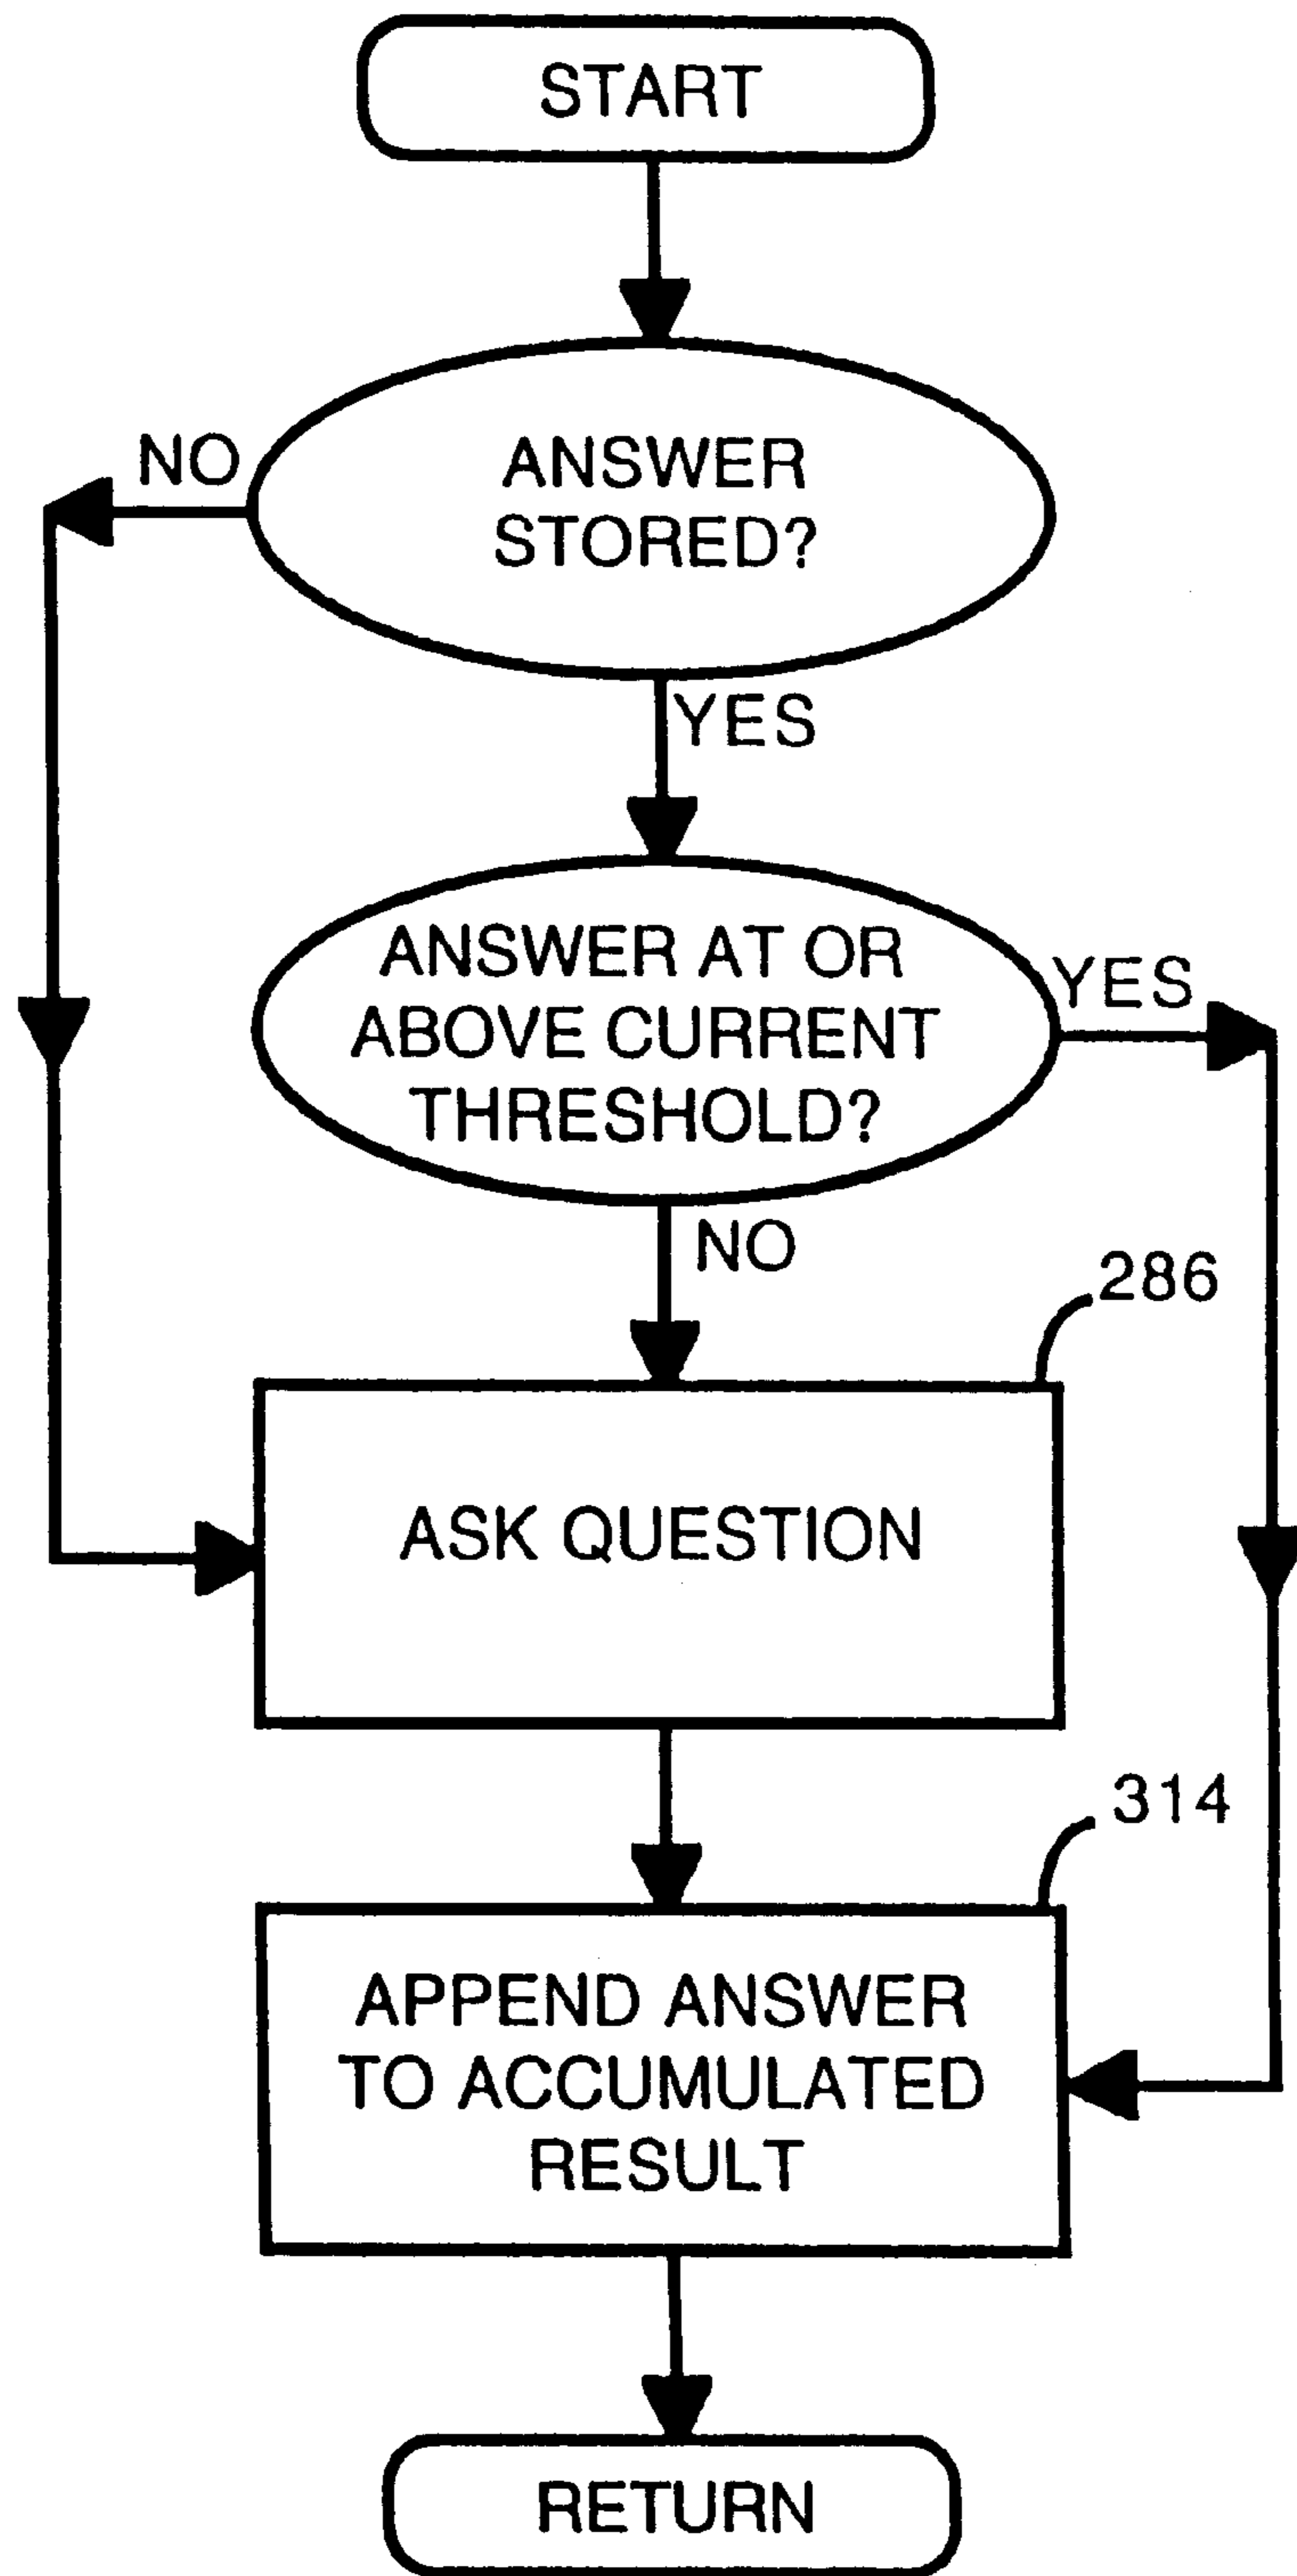 START
NO
ANSWER
STORED?
YES
ANSWER AT OR
ABOVE CURRENT
THRESHOLD?
YES
NO
286
ASK QUESTION
314
APPEND ANSWER
TO ACCUMULATED
RESULT
RETURN